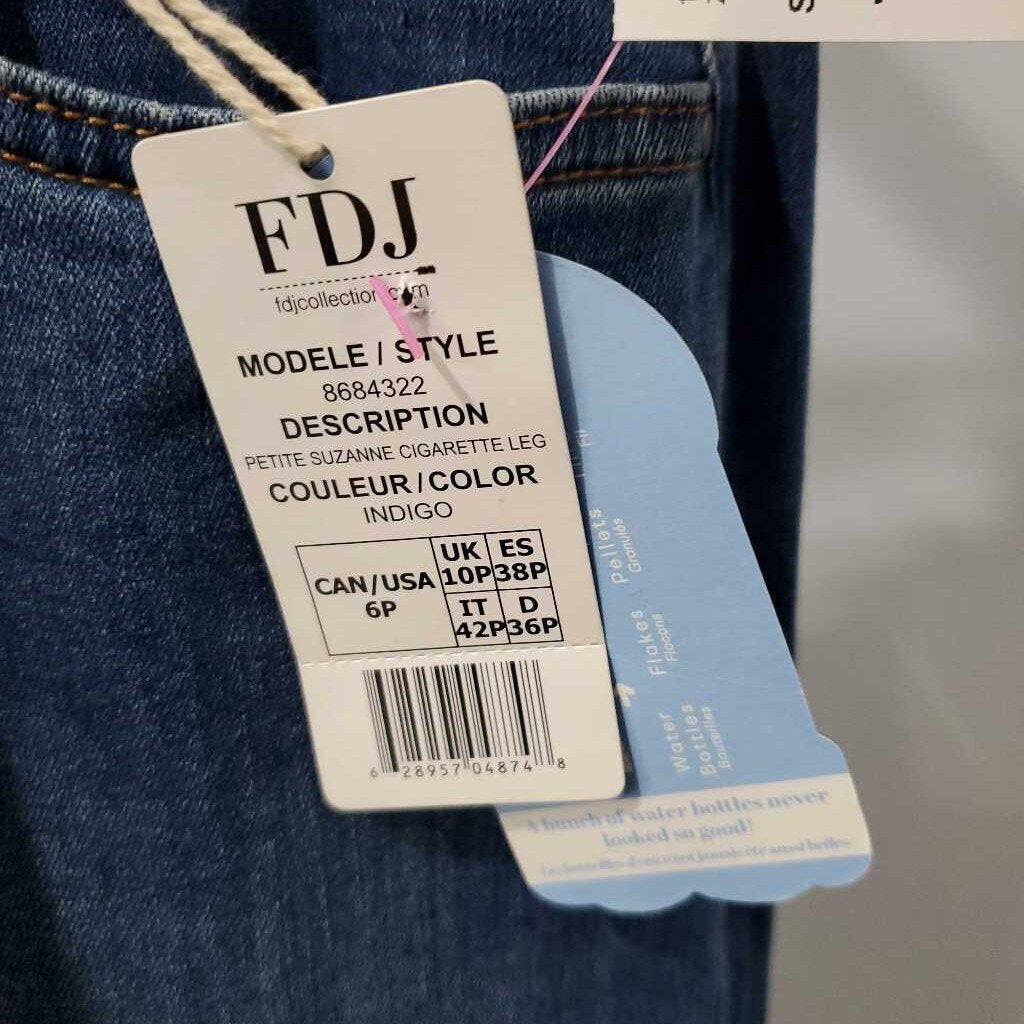 FDJ
fdjcollection.com
MODELE / STYLE
8684322
DESCRIPTION
PETITE SUZANNE CIGARETTE LEG
COULEUR / COLOR
INDIGO
CAN/USA
6P
UK
10P
ES
38P
IT
42P
D
36P
6 28957 04874 8
Pellets
Granulés
Flakes
Flocons
Water
Bottles
Bouteilles
A bunch of water bottles never
looked so good!